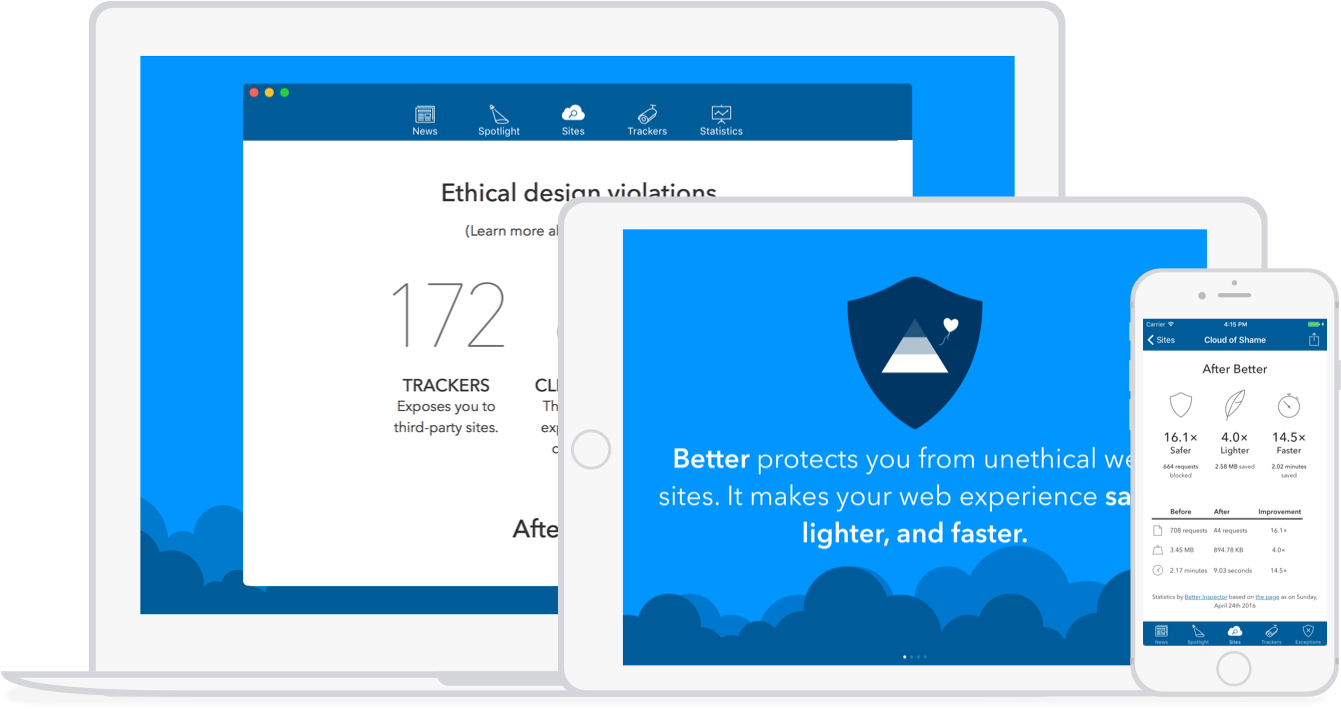 News Spotlight Sites Trackers Statistics
Ethical design violations
(Learn more a
172
TRACKERS
Exposes you to
third-party sites.
CL
Th
exp
Afte
Better protects you from unethical we
sites. It makes your web experience sa
lighter, and faster.
Carrier 4:15 PM
Sites Cloud of Shame
After Better
16.1× 4.0× 14.5×
Safer Lighter Faster
664 requests 2.58 MB saved 2.02 minutes
blocked saved
Before After Improvement
708 requests 44 requests 16.1×
3.45 MB 894.78 KB 4.0×
2.17 minutes 9.03 seconds 14.5×
Statistics by Better Inspector based on the page as on Sunday,
April 24th 2016
News Spotlight Sites Trackers Exceptions